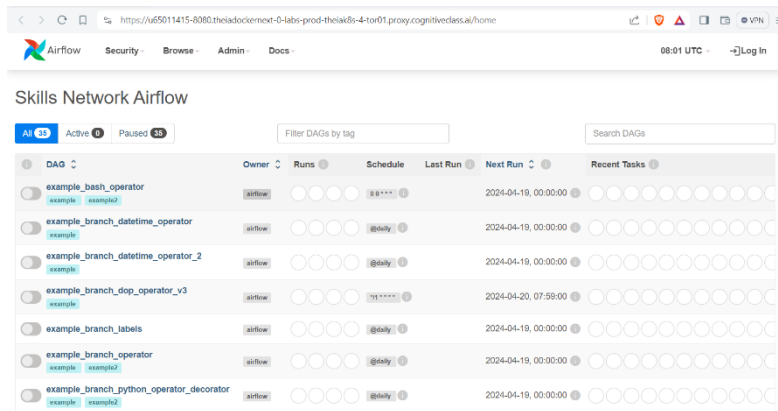 https://u65011415-8080.theiadockernext-0-labs-prod-theiak8s-4-tor01.proxy.cognitiveclass.ai/home
VPN
Airflow Security Browse Admin Docs 08:01 UTC Log In
Skills Network Airflow
All 35 Active 0 Paused 35 Filter DAGs by tag Search DAGs
DAG Owner Runs Schedule Last Run Next Run Recent Tasks
example_bash_operator airflow 0 0 * * * 2024-04-19, 00:00:00
example example2
example_branch_datetime_operator airflow @daily 2024-04-19, 00:00:00
example
example_branch_datetime_operator_2 airflow @daily 2024-04-19, 00:00:00
example
example_branch_dop_operator_v3 airflow */1 * * * * 2024-04-20, 07:59:00
example
example_branch_labels airflow @daily 2024-04-19, 00:00:00
example_branch_operator airflow @daily 2024-04-19, 00:00:00
example example2
example_branch_python_operator_decorator airflow @daily 2024-04-19, 00:00:00
example example2